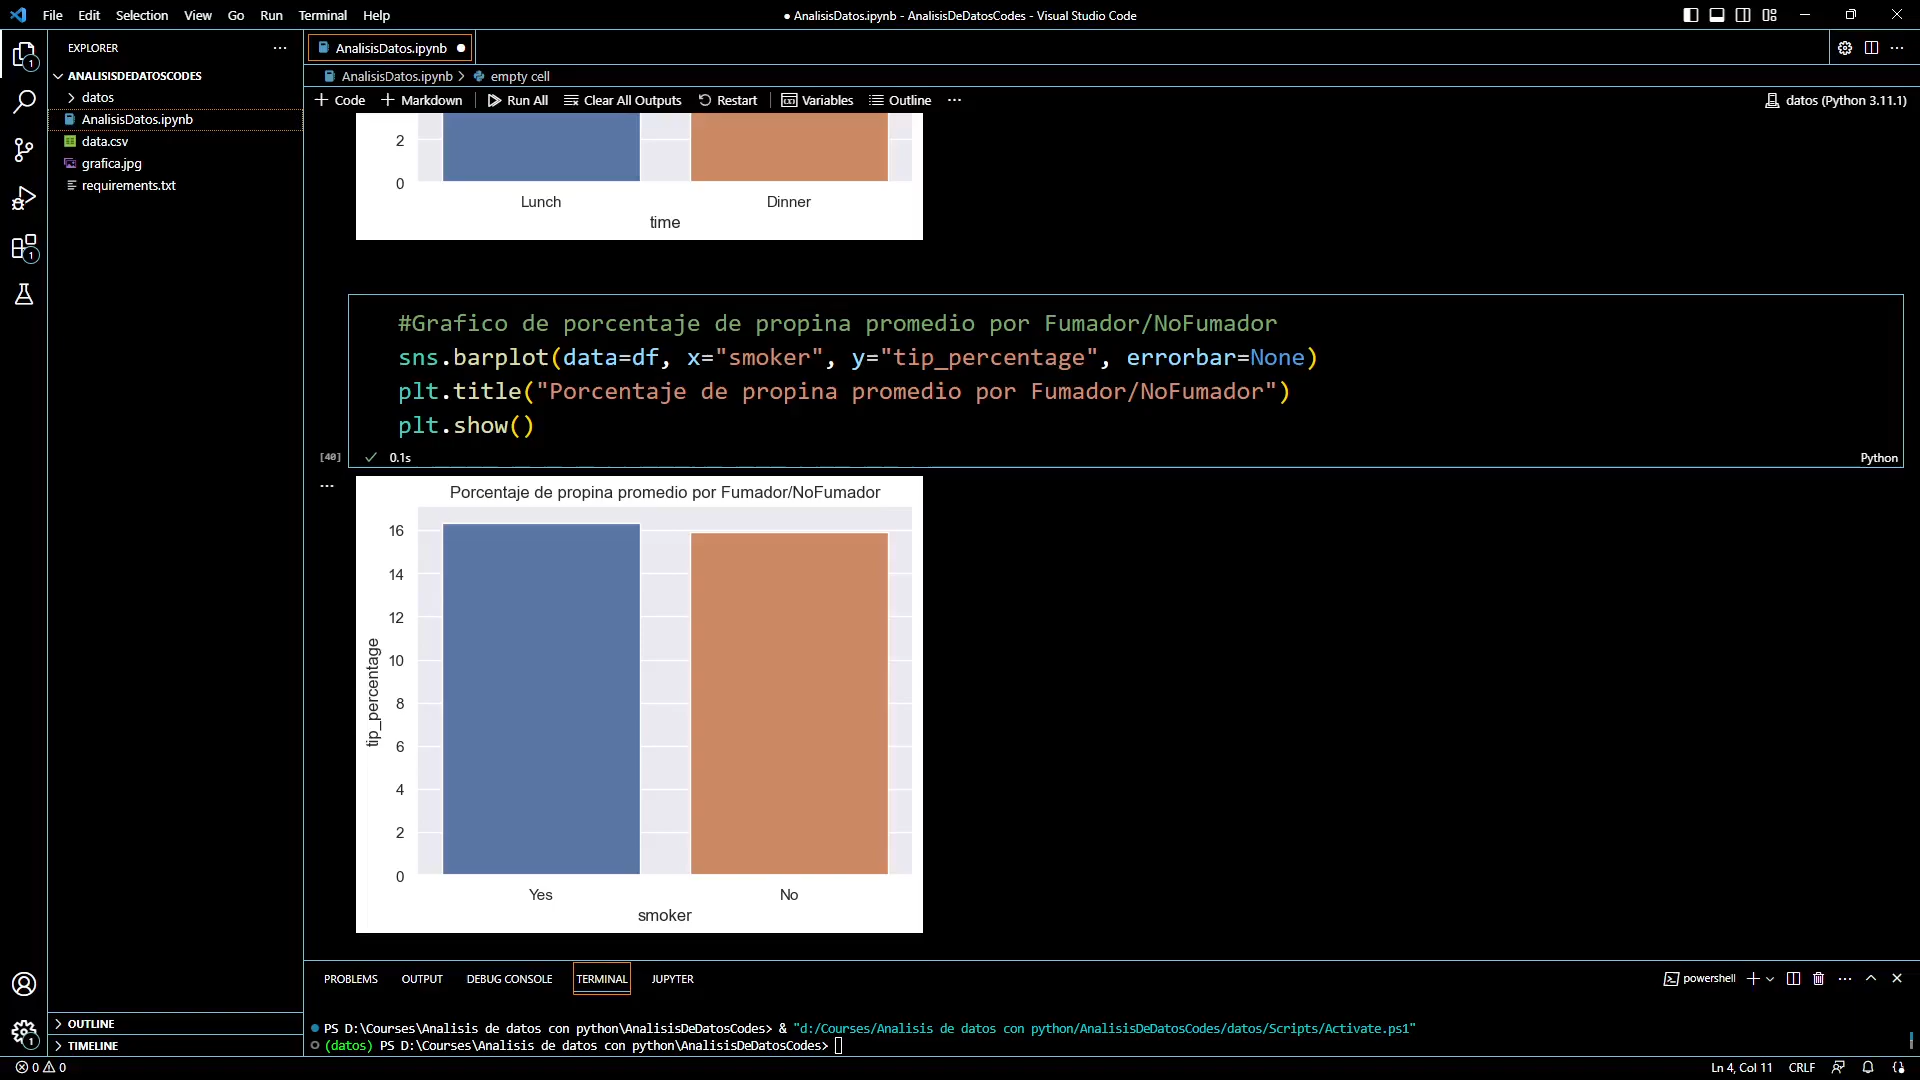 File Edit Selection View Go Run Terminal Help
● AnalisisDatos.ipynb - AnalisisDeDatosCodes - Visual Studio Code
EXPLORER
ANALISISDEDATOSCODES
datos
AnalisisDatos.ipynb
data.csv
grafica.jpg
requirements.txt
OUTLINE
TIMELINE
1
1
1
AnalisisDatos.ipynb
AnalisisDatos.ipynb > empty cell
+ Code + Markdown Run All Clear All Outputs Restart Variables Outline ...
datos (Python 3.11.1)
2
0
Lunch Dinner
time
#Grafico de porcentaje de propina promedio por Fumador/NoFumador
sns.barplot(data=df, x="smoker", y="tip_percentage", errorbar=None)
plt.title("Porcentaje de propina promedio por Fumador/NoFumador")
plt.show()
[40] ✓ 0.1s
Python
Porcentaje de propina promedio por Fumador/NoFumador
16
14
12
10
8
6
4
2
0
tip_percentage
Yes No
smoker
PROBLEMS OUTPUT DEBUG CONSOLE TERMINAL JUPYTER
powershell
PS D:\Courses\Analisis de datos con python\AnalisisDeDatosCodes> & "d:/Courses/Analisis de datos con python/AnalisisDeDatosCodes/datos/Scripts/Activate.ps1"
(datos) PS D:\Courses\Analisis de datos con python\AnalisisDeDatosCodes>
0 0
Ln 4, Col 11 CRLF